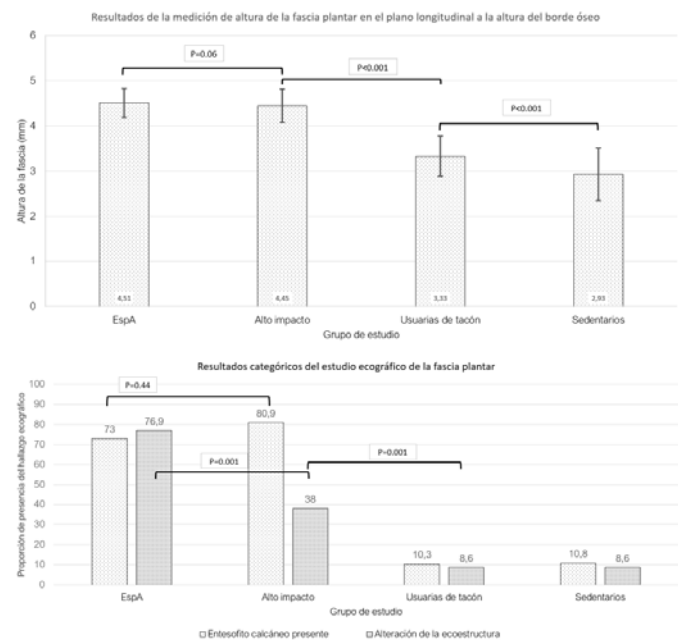 Resultados de la medición de altura de la fascia plantar en el plano longitudinal a la altura del borde óseo
Altura de la fascia (mm)
6
5
4
3
2
1
0
P=0.06
P<0.001
P<0.001
4,51
4,45
3,33
2,93
EspA
Alto impacto
Usuarias de tacón
Sedentarios
Grupo de estudio
Resultados categóricos del estudio ecográfico de la fascia plantar
Proporción de presencia del hallazgo ecográfico
100
90
80
70
60
50
40
30
20
10
0
P=0.44
P=0.001
P=0.001
73
76,9
80,9
38
10,3
8,6
10,8
8,6
EspA
Alto impacto
Usuarias de tacón
Sedentarios
Grupo de estudio
Entesofito calcáneo presente
Alteración de la ecoestructura